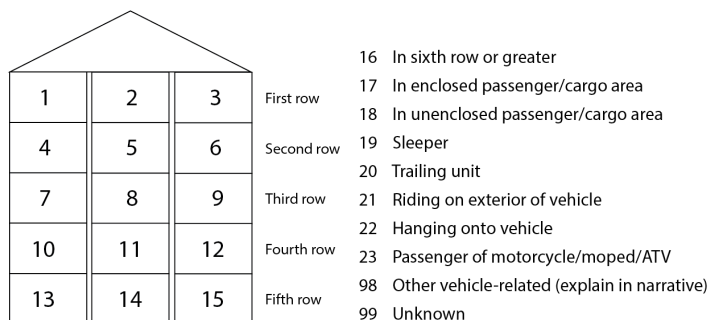 1 2 3 First row
4 5 6 Second row
7 8 9 Third row
10 11 12 Fourth row
13 14 15 Fifth row
16 In sixth row or greater
17 In enclosed passenger/cargo area
18 In unenclosed passenger/cargo area
19 Sleeper
20 Trailing unit
21 Riding on exterior of vehicle
22 Hanging onto vehicle
23 Passenger of motorcycle/moped/ATV
98 Other vehicle-related (explain in narrative)
99 Unknown